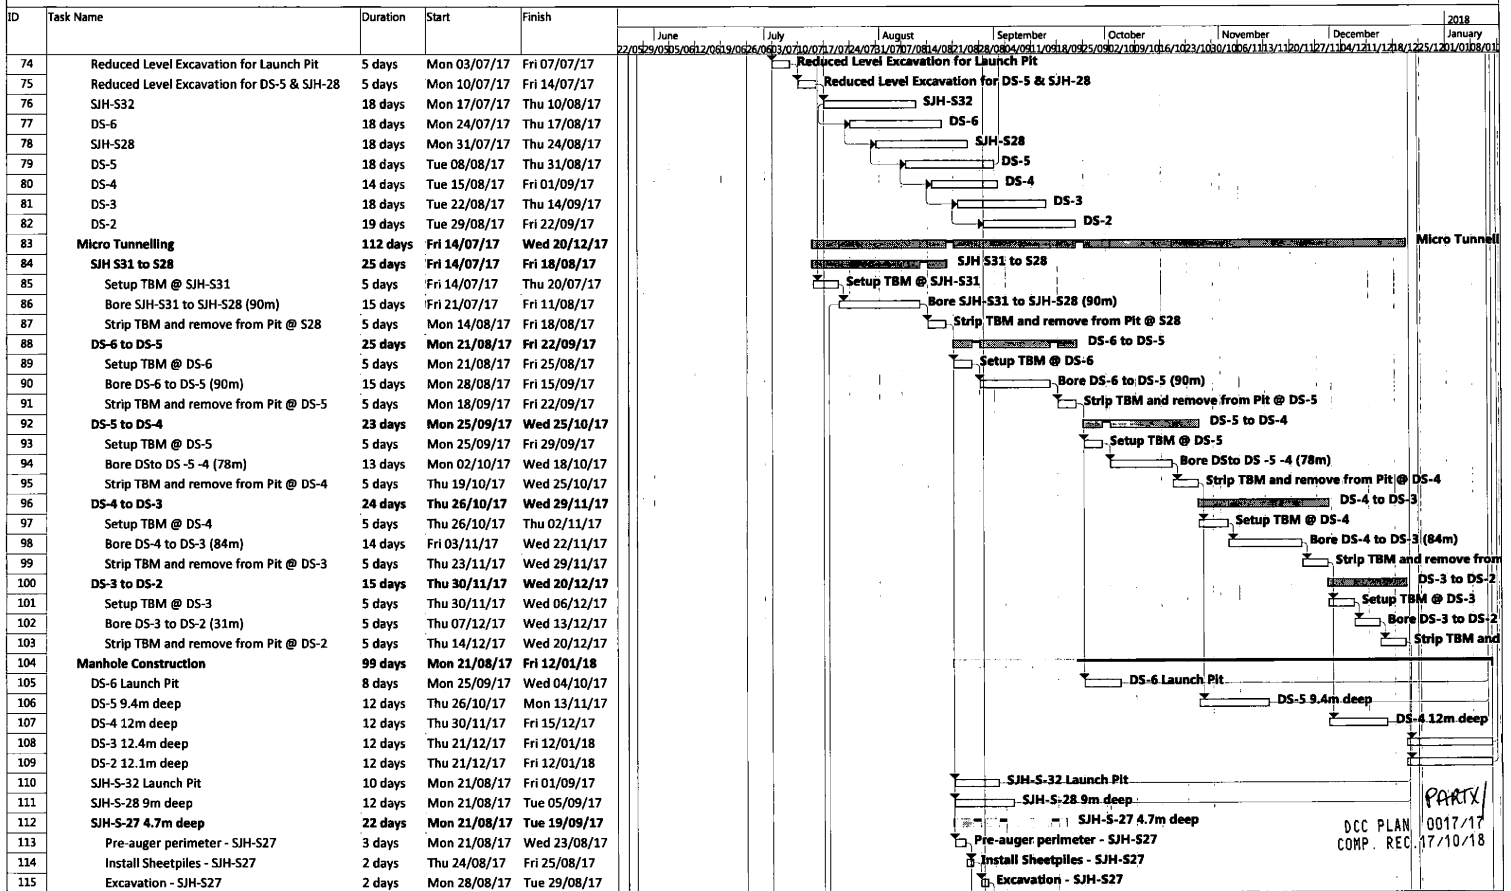 ID Task Name Duration Start Finish
2018
June July August September October November December January
74 Reduced Level Excavation for Launch Pit 5 days Mon 03/07/17 Fri 07/07/17 Reduced Level Excavation for Launch Pit
75 Reduced Level Excavation for DS-5 & SJH-28 5 days Mon 10/07/17 Fri 14/07/17 Reduced Level Excavation for DS-5 & SJH-28
76 SJH-S32 18 days Mon 17/07/17 Thu 10/08/17 SJH-S32
77 DS-6 18 days Mon 24/07/17 Thu 17/08/17 DS-6
78 SJH-S28 18 days Mon 31/07/17 Thu 24/08/17 SJH-S28
79 DS-5 18 days Tue 08/08/17 Thu 31/08/17 DS-5
80 DS-4 14 days Tue 15/08/17 Fri 01/09/17 DS-4
81 DS-3 18 days Tue 22/08/17 Thu 14/09/17 DS-3
82 DS-2 19 days Tue 29/08/17 Fri 22/09/17 DS-2
83 Micro Tunnelling 112 days Fri 14/07/17 Wed 20/12/17 Micro Tunnell
84 SJH S31 to S28 25 days Fri 14/07/17 Fri 18/08/17 SJH S31 to S28
85 Setup TBM @ SJH-S31 5 days Fri 14/07/17 Thu 20/07/17 Setup TBM @ SJH-S31
86 Bore SJH-S31 to SJH-S28 (90m) 15 days Fri 21/07/17 Fri 11/08/17 Bore SJH-S31 to SJH-S28 (90m)
87 Strip TBM and remove from Pit @ S28 5 days Mon 14/08/17 Fri 18/08/17 Strip TBM and remove from Pit @ S28
88 DS-6 to DS-5 25 days Mon 21/08/17 Fri 22/09/17 DS-6 to DS-5
89 Setup TBM @ DS-6 5 days Mon 21/08/17 Fri 25/08/17 Setup TBM @ DS-6
90 Bore DS-6 to DS-5 (90m) 15 days Mon 28/08/17 Fri 15/09/17 Bore DS-6 to DS-5 (90m)
91 Strip TBM and remove from Pit @ DS-5 5 days Mon 18/09/17 Fri 22/09/17 Strip TBM and remove from Pit @ DS-5
92 DS-5 to DS-4 23 days Mon 25/09/17 Wed 25/10/17 DS-5 to DS-4
93 Setup TBM @ DS-5 5 days Mon 25/09/17 Fri 29/09/17 Setup TBM @ DS-5
94 Bore DSto DS -5 -4 (78m) 13 days Mon 02/10/17 Wed 18/10/17 Bore DSto DS -5 -4 (78m)
95 Strip TBM and remove from Pit @ DS-4 5 days Thu 19/10/17 Wed 25/10/17 Strip TBM and remove from Pit @ DS-4
96 DS-4 to DS-3 24 days Thu 26/10/17 Wed 29/11/17 DS-4 to DS-3
97 Setup TBM @ DS-4 5 days Thu 26/10/17 Thu 02/11/17 Setup TBM @ DS-4
98 Bore DS-4 to DS-3 (84m) 14 days Fri 03/11/17 Wed 22/11/17 Bore DS-4 to DS-3 (84m)
99 Strip TBM and remove from Pit @ DS-3 5 days Thu 23/11/17 Wed 29/11/17 Strip TBM and remove from
100 DS-3 to DS-2 15 days Thu 30/11/17 Wed 20/12/17 DS-3 to DS-2
101 Setup TBM @ DS-3 5 days Thu 30/11/17 Wed 06/12/17 Setup TBM @ DS-3
102 Bore DS-3 to DS-2 (31m) 5 days Thu 07/12/17 Wed 13/12/17 Bore DS-3 to DS-2
103 Strip TBM and remove from Pit @ DS-2 5 days Thu 14/12/17 Wed 20/12/17 Strip TBM and
104 Manhole Construction 99 days Mon 21/08/17 Fri 12/01/18
105 DS-6 Launch Pit 8 days Mon 25/09/17 Wed 04/10/17 DS-6 Launch Pit
106 DS-5 9.4m deep 12 days Thu 26/10/17 Mon 13/11/17 DS-5 9.4m deep
107 DS-4 12m deep 12 days Thu 30/11/17 Fri 15/12/17 DS-4 12m deep
108 DS-3 12.4m deep 12 days Thu 21/12/17 Fri 12/01/18
109 DS-2 12.1m deep 12 days Thu 21/12/17 Fri 12/01/18
110 SJH-S-32 Launch Pit 10 days Mon 21/08/17 Fri 01/09/17 SJH-S-32 Launch Pit
111 SJH-S-28 9m deep 12 days Mon 21/08/17 Tue 05/09/17 SJH-S-28 9m deep
112 SJH-S-27 4.7m deep 22 days Mon 21/08/17 Tue 19/09/17 SJH-S-27 4.7m deep
113 Pre-auger perimeter - SJH-S27 3 days Mon 21/08/17 Wed 23/08/17 Pre-auger perimeter - SJH-S27
114 Install Sheetpiles - SJH-S27 2 days Thu 24/08/17 Fri 25/08/17 Install Sheetpiles - SJH-S27
115 Excavation - SJH-S27 2 days Mon 28/08/17 Tue 29/08/17 Excavation - SJH-S27
PARTX/
DCC PLAN 0017/17
COMP. REC. 17/10/18